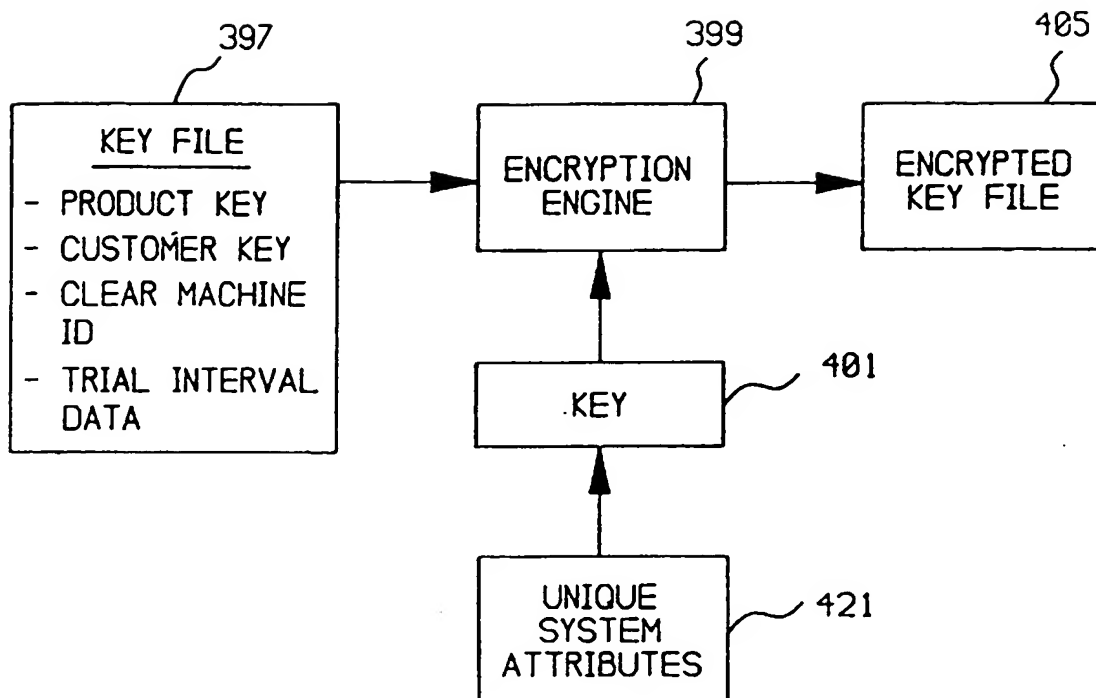 397
399
405
KEY FILE
- PRODUCT KEY
- CUSTOMER KEY
- CLEAR MACHINE
ID
- TRIAL INTERVAL
DATA
ENCRYPTION
ENGINE
ENCRYPTED
KEY FILE
KEY
401
UNIQUE
SYSTEM
ATTRIBUTES
421